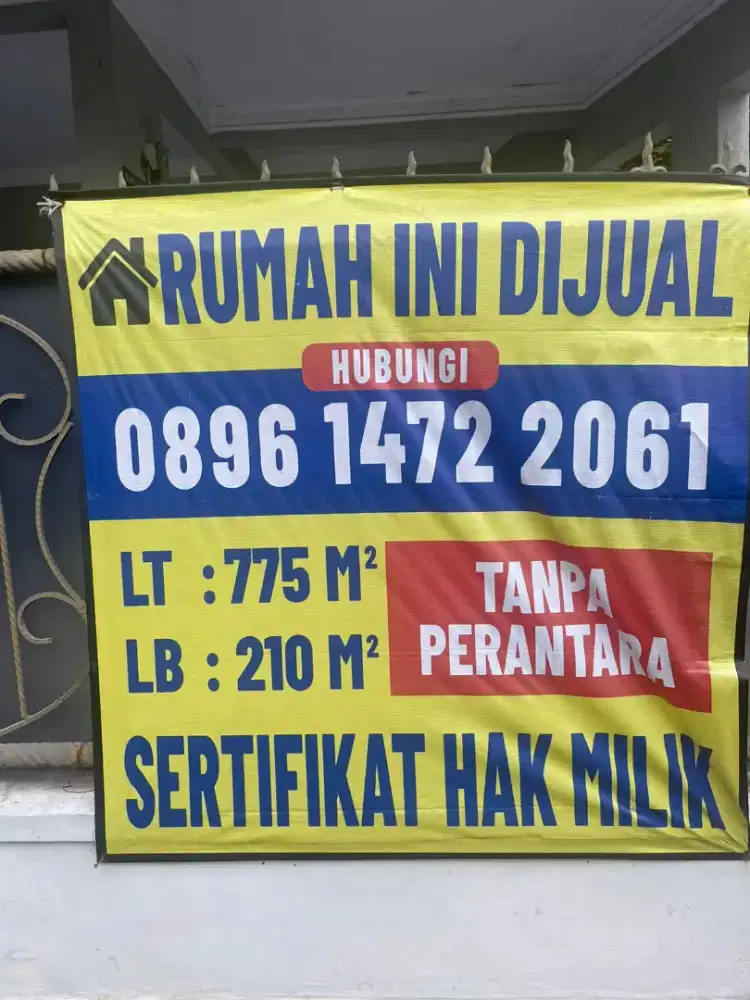 RUMAH INI DIJUAL
HUBUNGI
0896 1472 2061
LT : 775 M²
LB : 210 M²
TANPA
PERANTARA
SERTIFIKAT HAK MILIK